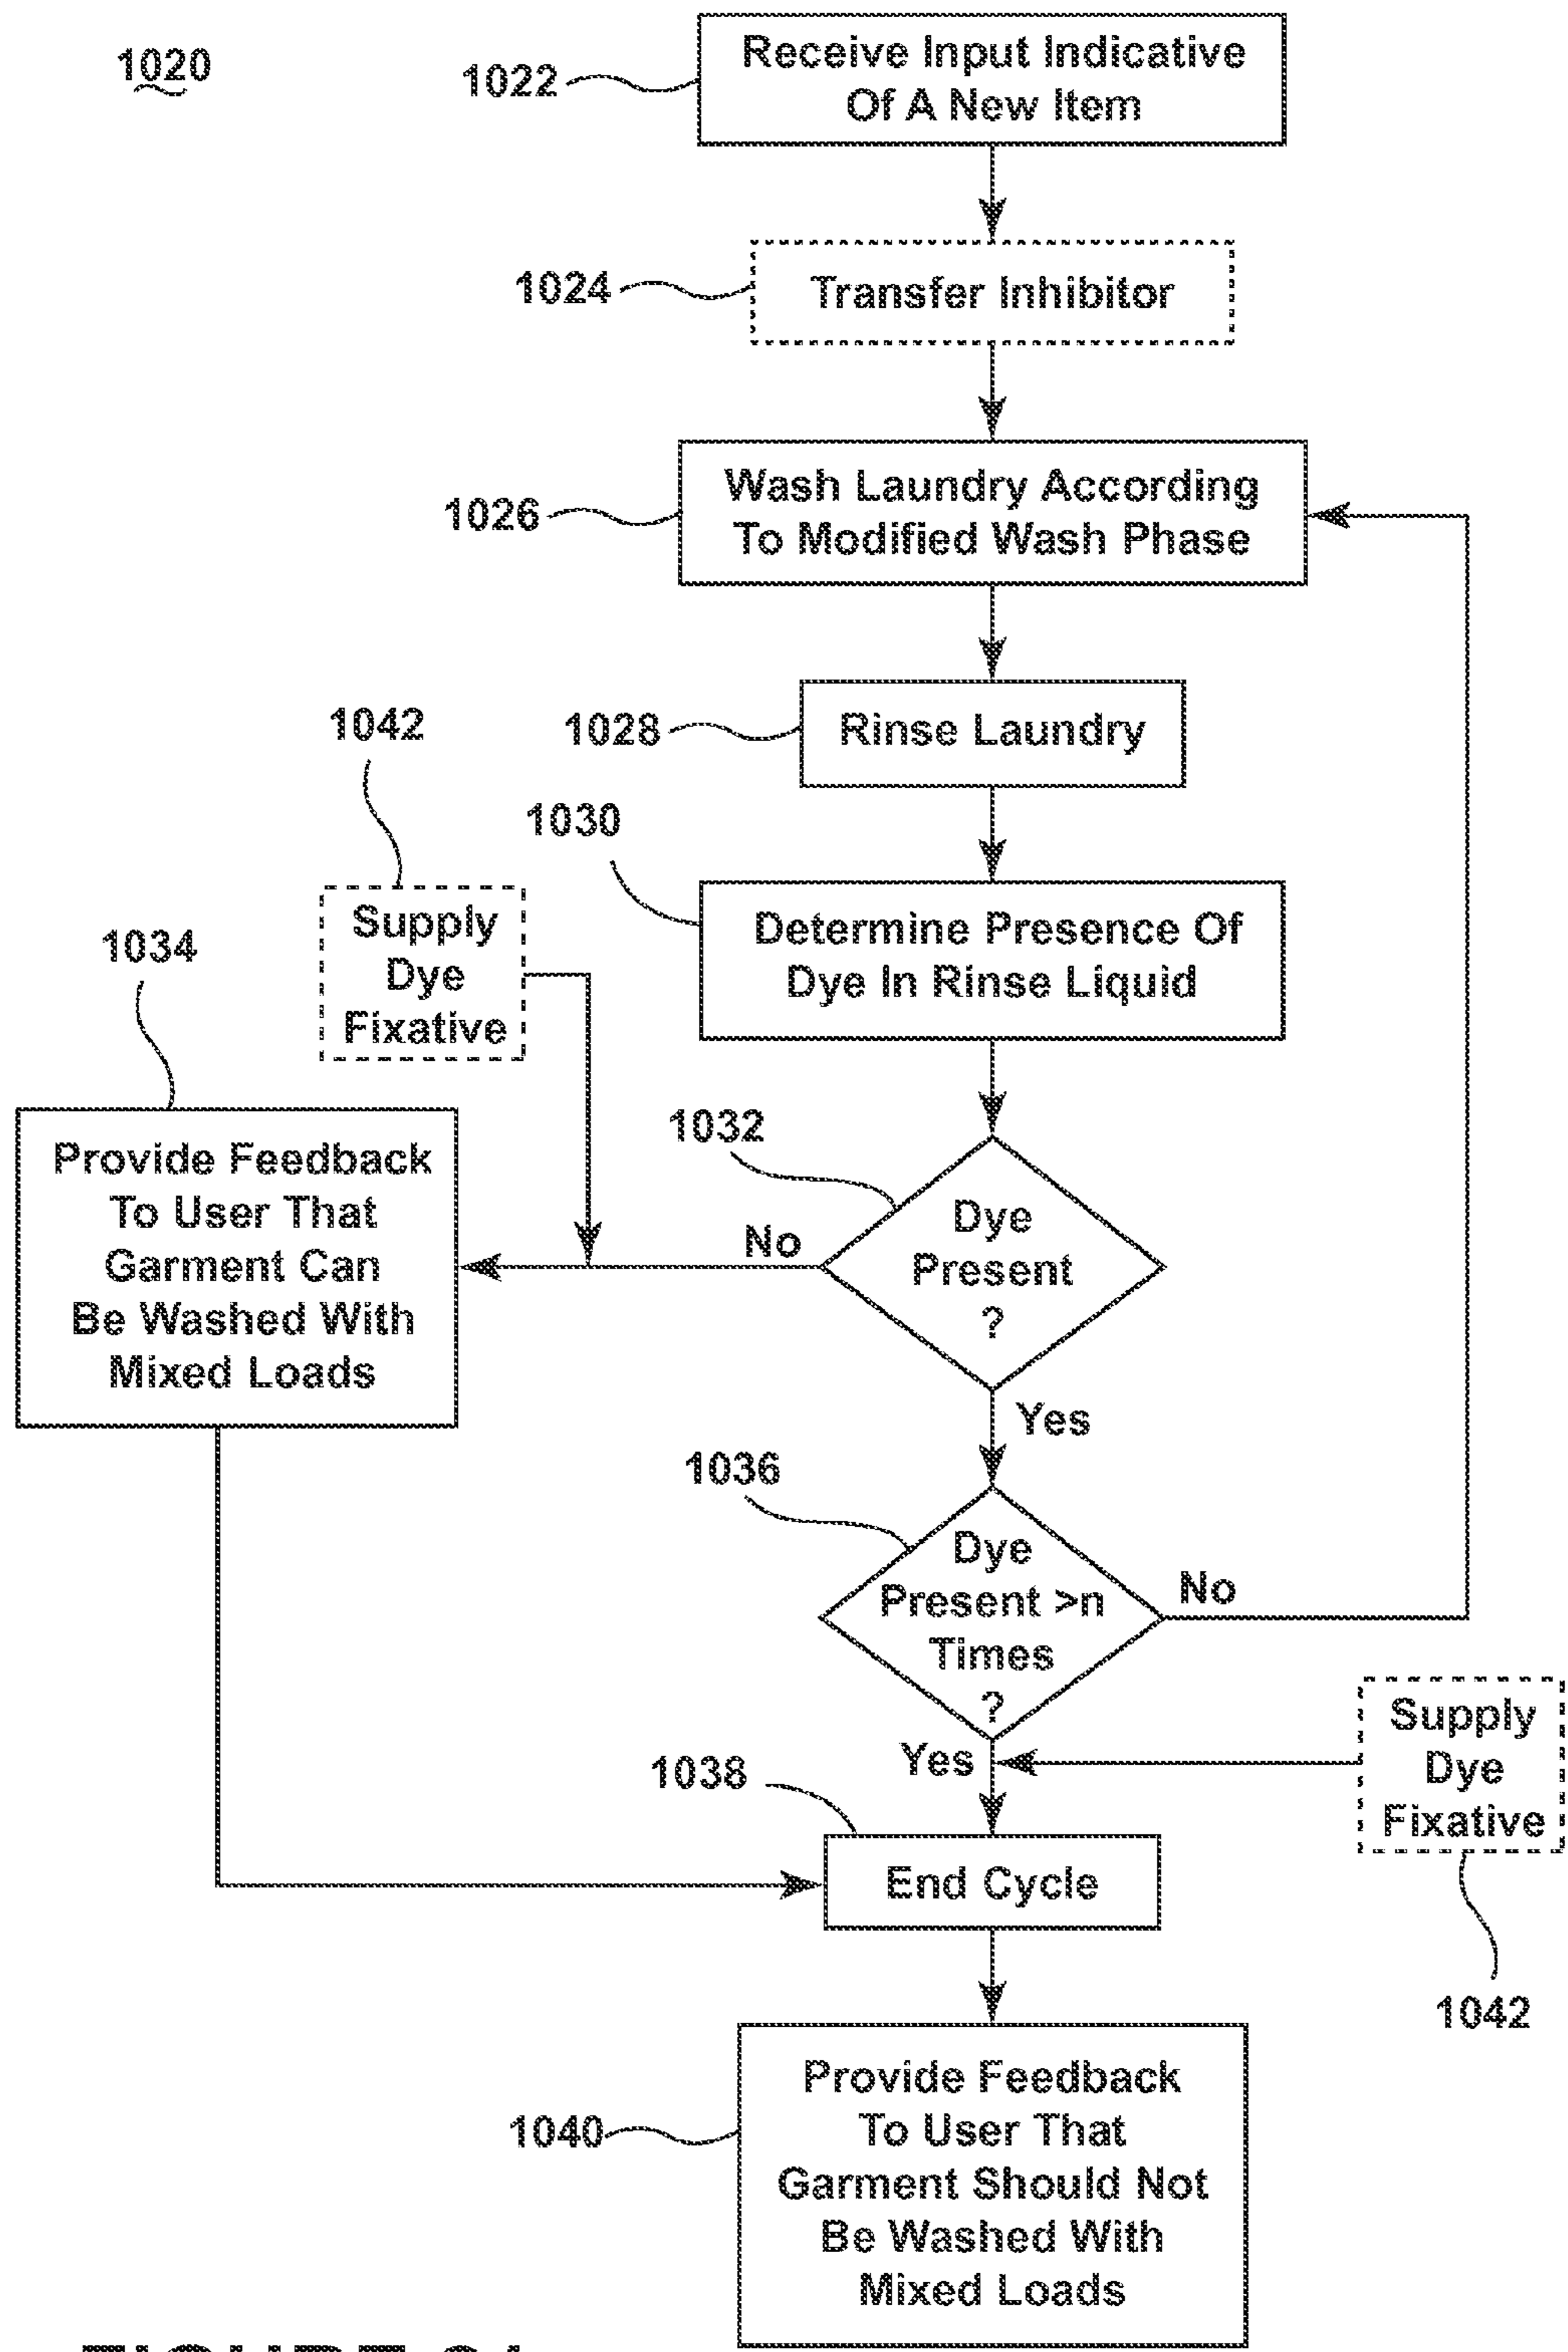 1020
1022
Receive Input Indicative
Of A New Item
1024
Transfer Inhibitor
1026
Wash Laundry According
To Modified Wash Phase
1028
Rinse Laundry
1042
Supply
Dye
Fixative
1030
Determine Presence Of
Dye In Rinse Liquid
1034
Provide Feedback
To User That
Garment Can
Be Washed With
Mixed Loads
1032
Dye
Present
?
No
Yes
1036
Dye
Present >n
Times
?
No
Yes
Supply
Dye
Fixative
1042
1038
End Cycle
1040
Provide Feedback
To User That
Garment Should Not
Be Washed With
Mixed Loads